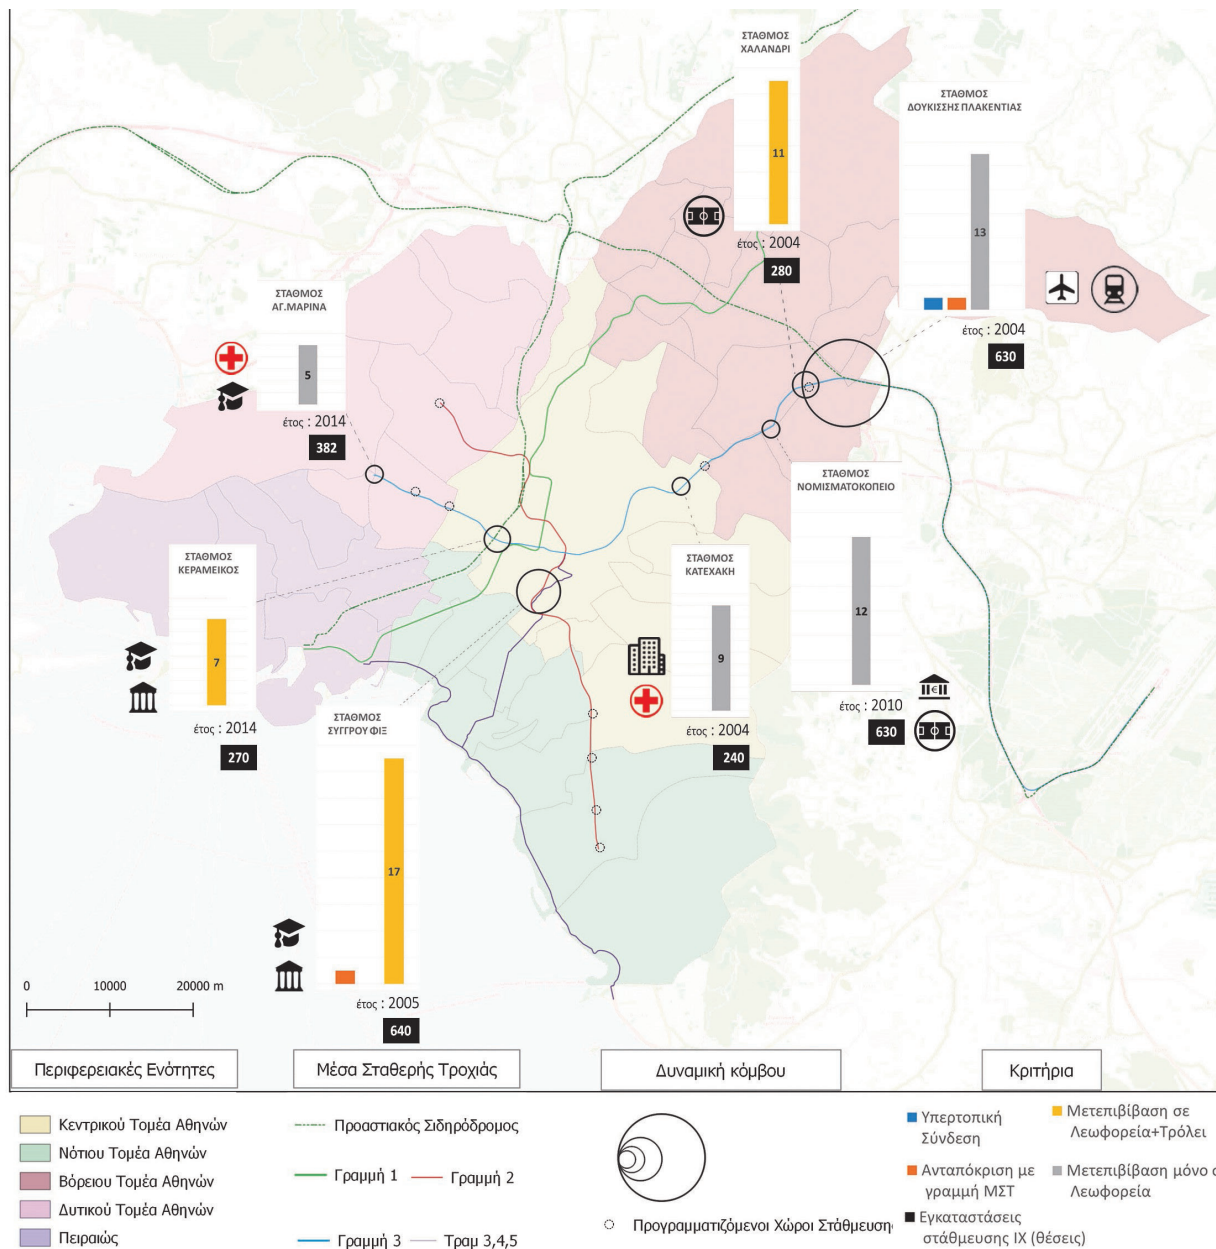 ΣΤΑΘΜΟΣ
ΧΑΛΑΝΔΡΙ
11
έτος : 2004
280
ΣΤΑΘΜΟΣ
ΔΟΥΚΙΣΣΗΣ ΠΛΑΚΕΝΤΙΑΣ
13
έτος : 2004
630
ΣΤΑΘΜΟΣ
ΑΓ.ΜΑΡΙΝΑ
5
έτος : 2014
382
ΣΤΑΘΜΟΣ
ΝΟΜΙΣΜΑΤΟΚΟΠΕΙΟ
12
έτος : 2010
630
ΣΤΑΘΜΟΣ
ΚΕΡΑΜΕΙΚΟΣ
7
έτος : 2014
270
ΣΤΑΘΜΟΣ
ΚΑΤΕΧΑΚΗ
9
έτος : 2004
240
ΣΤΑΘΜΟΣ
ΣΥΓΓΡΟΥ ΦΙΞ
17
έτος : 2005
640
0 10000 20000 m
Περιφερειακές Ενότητες
Κεντρικού Τομέα Αθηνών
Νότιου Τομέα Αθηνών
Βόρειου Τομέα Αθηνών
Δυτικού Τομέα Αθηνών
Πειραιώς
Μέσα Σταθερής Τροχιάς
Προαστιακός Σιδηρόδρομος
Γραμμή 1 Γραμμή 2
Γραμμή 3 Τραμ 3,4,5
Δυναμική κόμβου
Προγραμματιζόμενοι Χώροι Στάθμευση
Κριτήρια
Υπερτοπική
Σύνδεση
Ανταπόκριση με
γραμμή ΜΣΤ
Εγκαταστάσεις
στάθμευσης ΙΧ (θέσεις)
Μετεπιβίβαση σε
Λεωφορεία+Τρόλει
Μετεπιβίβαση μόνο σ
Λεωφορεία